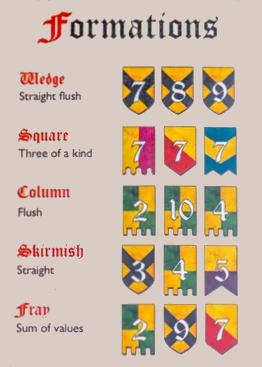 Formations
Wedge
Straight flush
7 8 9
Square
Three of a kind
7 7 7
Column
Flush
2 10 4
Skirmish
Straight
3 4 5
Fray
Sum of values
2 9 7